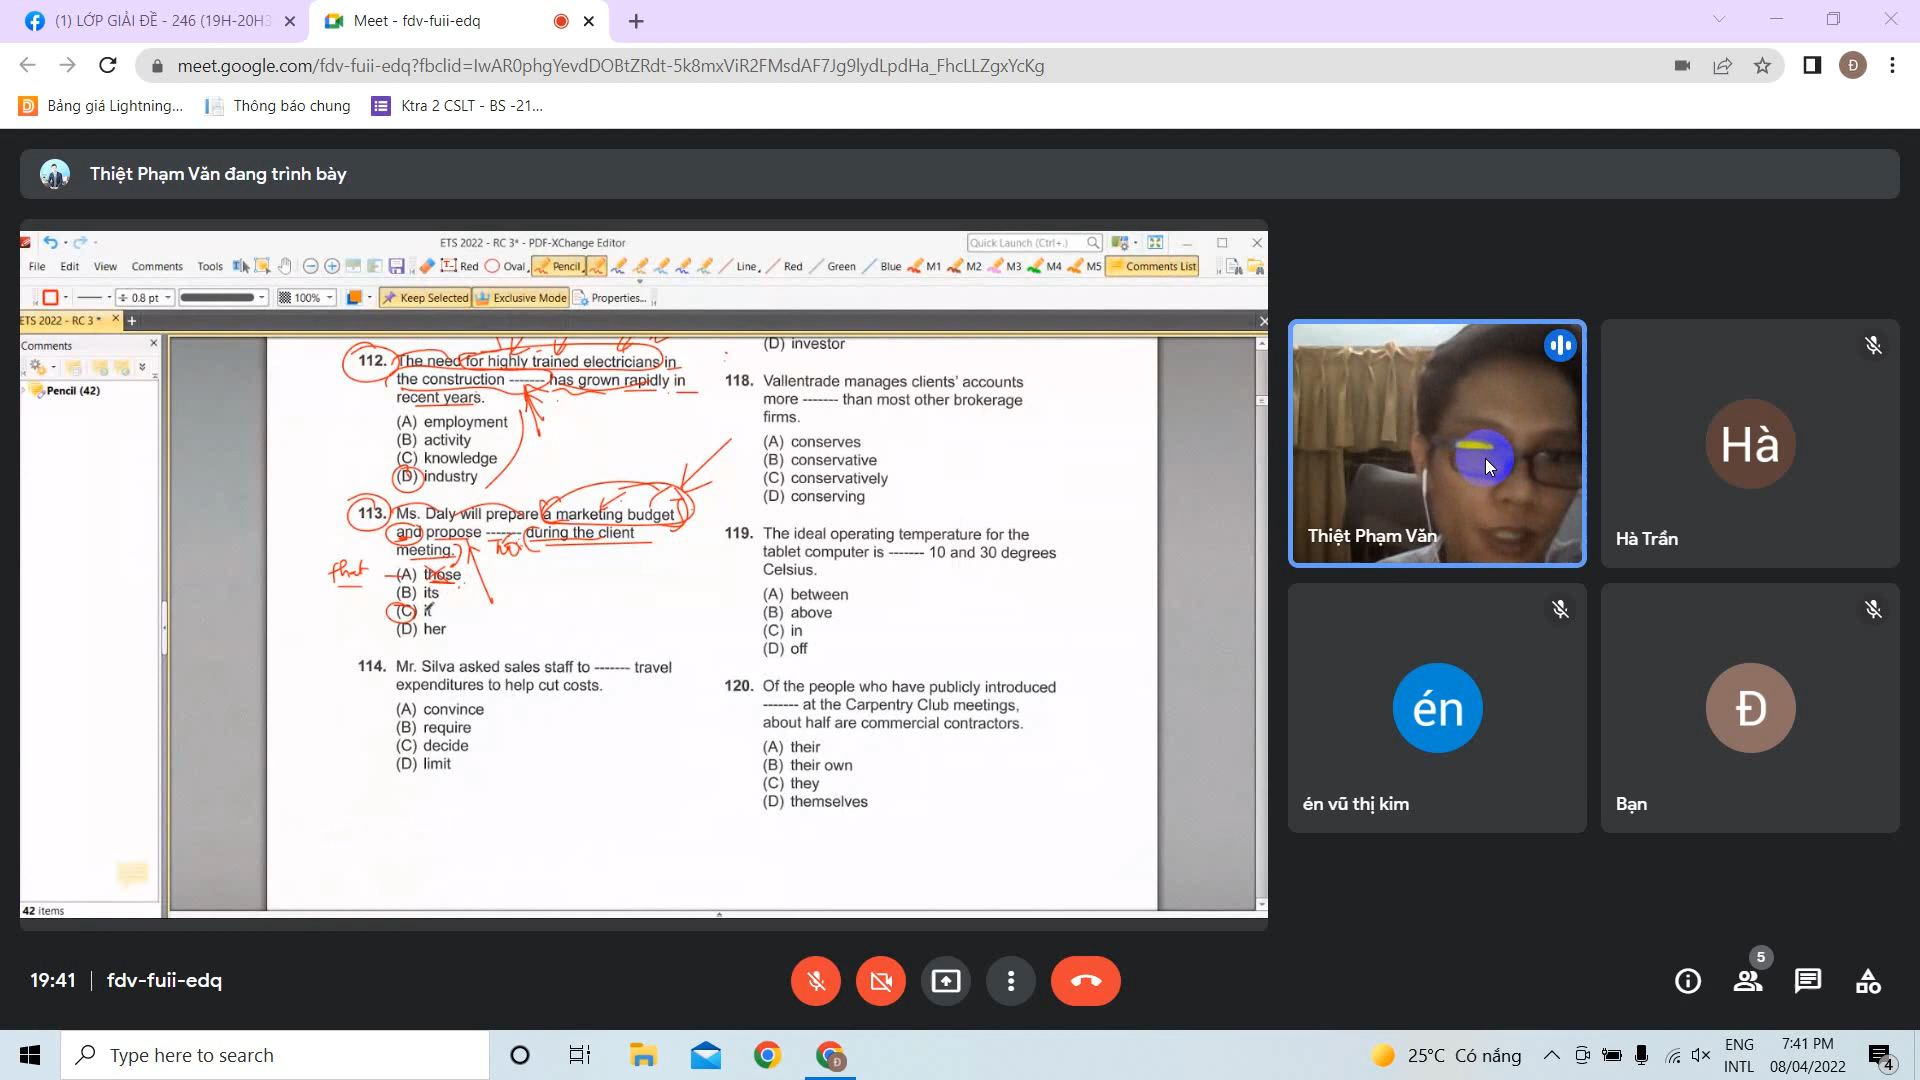 (1) LỚP GIẢI ĐỀ - 246 (19H-20H3
Meet - fdv-fuii-edq
meet.google.com/fdv-fuii-edq?fbclid=IwAR0phgYevdDOBtZRdt-5k8mxViR2FMsdAF7Jg9lydLpdHa_FhcLLZgxYcKg
Đ
Bảng giá Lightning...
Thông báo chung
Ktra 2 CSLT - BS -21...
Thiệt Phạm Văn đang trình bày
ETS 2022 - RC 3* - PDF-XChange Editor
Quick Launch (Ctrl+.)
File Edit View Comments Tools Red Oval Pencil Line Red Green Blue M1 M2 M3 M4 M5 Comments List
0.8 pt 100% Keep Selected Exclusive Mode Properties...
ETS 2022 - RC 3 *
Comments
Pencil (42)
42 items
112. The need for highly trained electricians in
the construction ------- has grown rapidly in
recent years.
(A) employment
(B) activity
(C) knowledge
(D) industry
113. Ms. Daly will prepare a marketing budget
and propose ------- during the client
meeting.
that
(A) those
(B) its
(C) it
(D) her
114. Mr. Silva asked sales staff to ------- travel
expenditures to help cut costs.
(A) convince
(B) require
(C) decide
(D) limit
(D) investor
118. Vallentrade manages clients' accounts
more ------- than most other brokerage
firms.
(A) conserves
(B) conservative
(C) conservatively
(D) conserving
119. The ideal operating temperature for the
tablet computer is ------- 10 and 30 degrees
Celsius.
(A) between
(B) above
(C) in
(D) off
120. Of the people who have publicly introduced
------- at the Carpentry Club meetings,
about half are commercial contractors.
(A) their
(B) their own
(C) they
(D) themselves
Thiệt Phạm Văn
Hà
Hà Trần
én
én vũ thị kim
Đ
Bạn
19:41
fdv-fuii-edq
5
Type here to search
Đ
25°C Có nắng
ENG
INTL
7:41 PM
08/04/2022
4